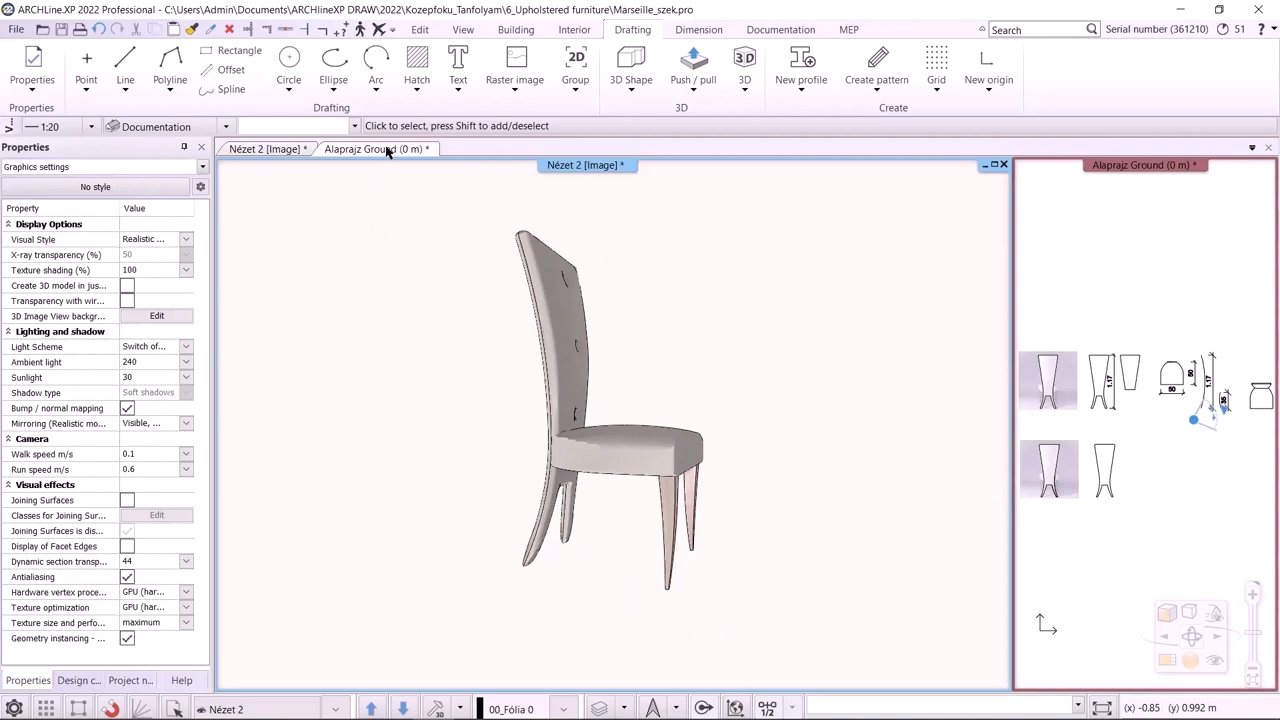 ARCHLine.XP 2022 Professional - C:\Users\Admin\Documents\ARCHlineXP DRAW\2022\Kozepfoku_Tanfolyam\6_Upholstered furniture\Marseille_szek.pro
File Edit View Building Interior Drafting Dimension Documentation MEP Search Serial number (361210) 51 ?
Properties Point Line Polyline Rectangle Offset Spline Circle Ellipse Arc Hatch Text Raster image Group 3D Shape Push / pull 3D New profile Create pattern Grid New origin
Properties Drafting 3D Create
1:20 Documentation Click to select, press Shift to add/deselect
Properties Nézet 2 [Image] * Alaprajz Ground (0 m) *
Graphics settings Nézet 2 [Image] * Alaprajz Ground (0 m) *
No style
Property Value
Display Options
Visual Style Realistic ...
X-ray transparency (%) 50
Texture shading (%) 100
Create 3D model in jus...
Transparency with wir...
3D Image View backgr... Edit
Lighting and shadow
Light Scheme Switch of...
Ambient light 240
Sunlight 30
Shadow type Soft shadows
Bump / normal mapping
Mirroring (Realistic mo... Visible, ...
Camera
Walk speed m/s 0.1
Run speed m/s 0.6
Visual effects
Joining Surfaces
Classes for Joining Sur... Edit
Joining Surfaces is dis...
Display of Facet Edges
Dynamic section transp... 44
Antialiasing
Hardware vertex proce... GPU (har...
Texture optimization GPU (har...
Texture size and perfo... maximum
Geometry instancing - ...
1.17 50 50 1.17 35
Properties Design c... Project n... Help
Nézet 2 00_Fólia 0 (x) -0.85 (y) 0.992 m